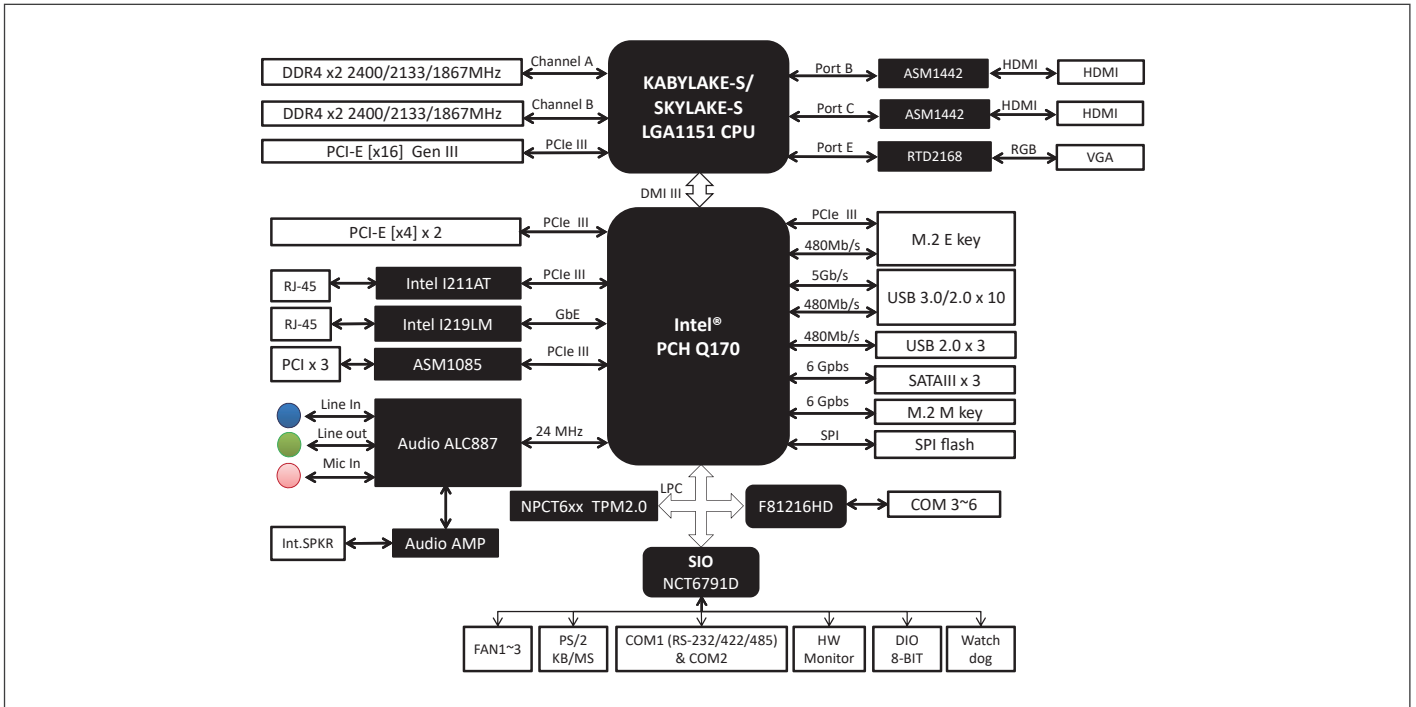 DDR4 x2 2400/2133/1867MHz
Channel A
KABYLAKE-S/
SKYLAKE-S
LGA1151 CPU
Port B
ASM1442
HDMI
HDMI
DDR4 x2 2400/2133/1867MHz
Channel B
Port C
ASM1442
HDMI
HDMI
PCI-E [x16] Gen III
PCIe III
Port E
RTD2168
RGB
VGA
DMI III
PCI-E [x4] x 2
PCIe III
Intel®
PCH Q170
PCIe III
480Mb/s
M.2 E key
RJ-45
Intel I211AT
PCIe III
5Gb/s
480Mb/s
USB 3.0/2.0 x 10
RJ-45
Intel I219LM
GbE
480Mb/s
USB 2.0 x 3
PCI x 3
ASM1085
PCIe III
6 Gpbs
SATAIII x 3
6 Gpbs
M.2 M key
Line In
Line out
Mic In
Audio ALC887
24 MHz
SPI
SPI flash
LPC
NPCT6xx TPM2.0
F81216HD
COM 3~6
Int.SPKR
Audio AMP
SIO
NCT6791D
FAN1~3
PS/2
KB/MS
COM1 (RS-232/422/485)
& COM2
HW
Monitor
DIO
8-BIT
Watch
dog